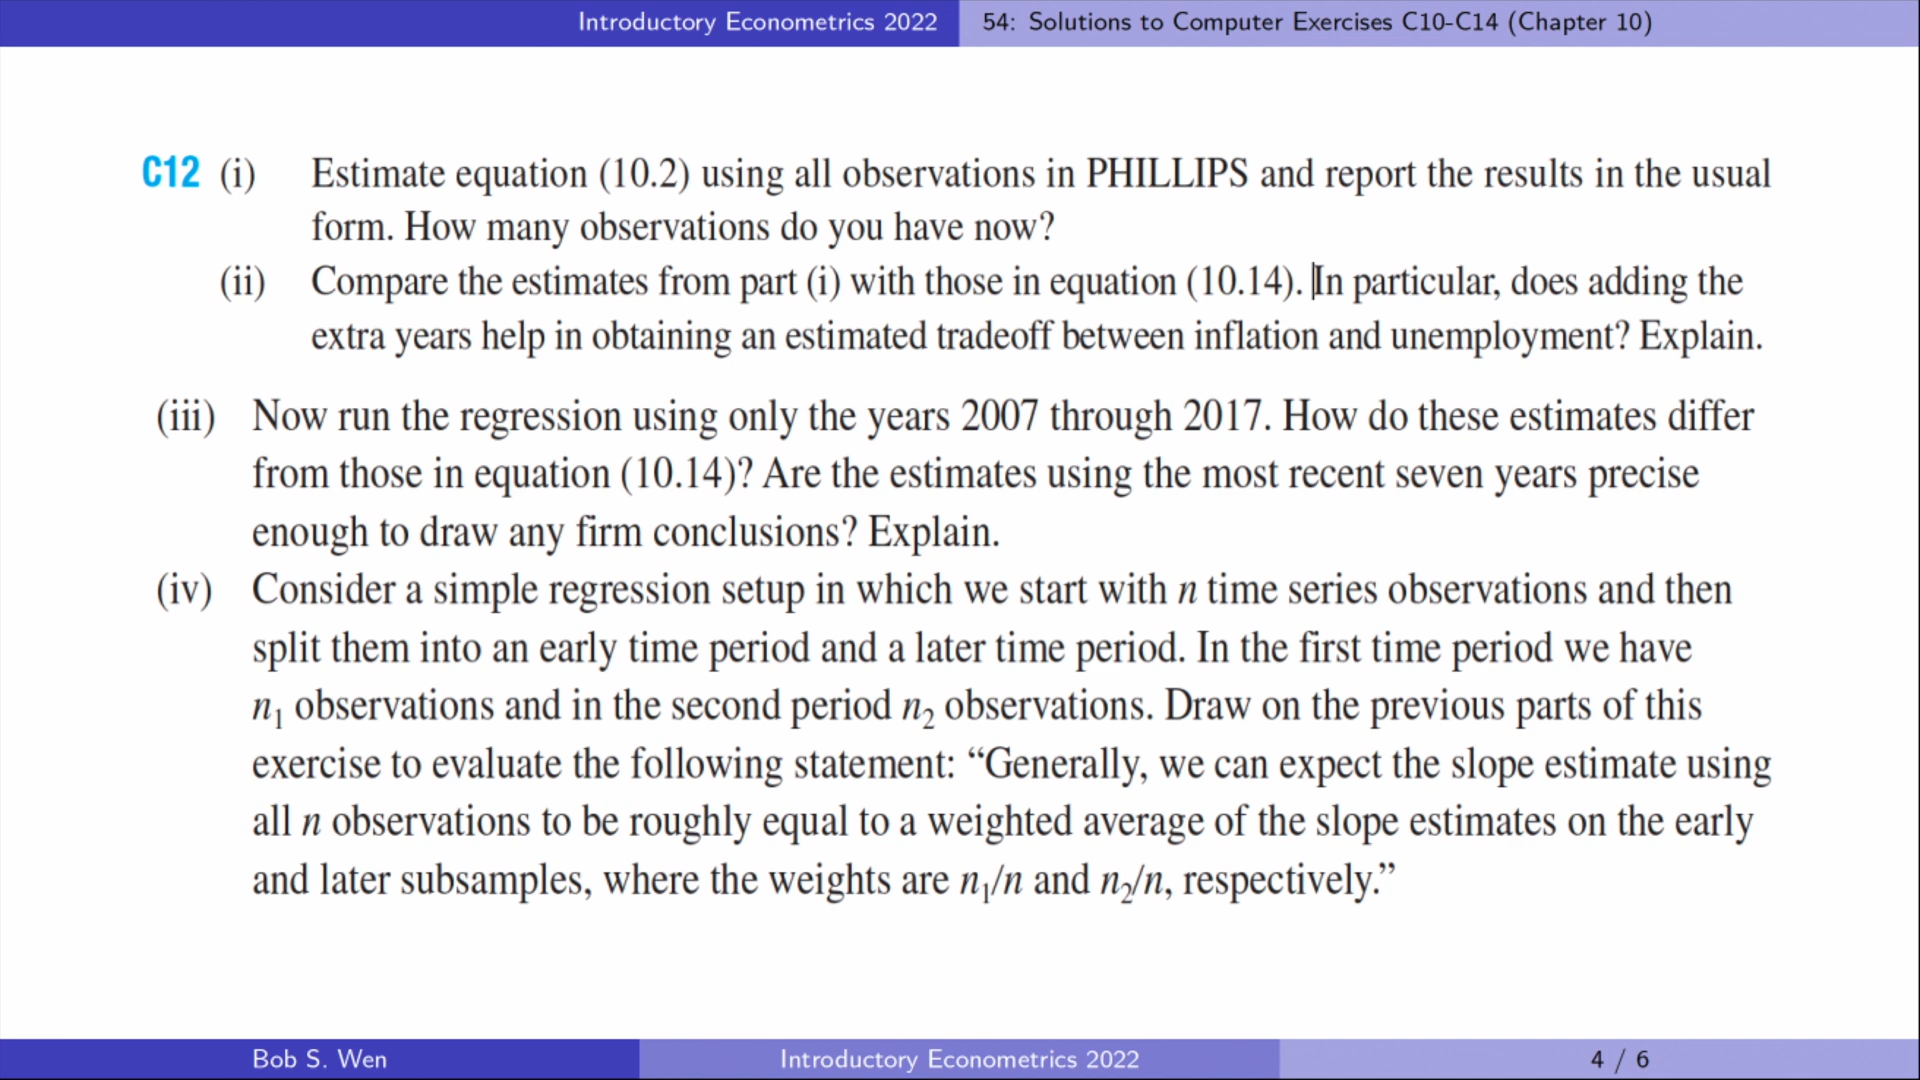 Introductory Econometrics 2022
54: Solutions to Computer Exercises C10-C14 (Chapter 10)
C12 (i) Estimate equation (10.2) using all observations in PHILLIPS and report the results in the usual
form. How many observations do you have now?
(ii) Compare the estimates from part (i) with those in equation (10.14). In particular, does adding the
extra years help in obtaining an estimated tradeoff between inflation and unemployment? Explain.
(iii) Now run the regression using only the years 2007 through 2017. How do these estimates differ
from those in equation (10.14)? Are the estimates using the most recent seven years precise
enough to draw any firm conclusions? Explain.
(iv) Consider a simple regression setup in which we start with n time series observations and then
split them into an early time period and a later time period. In the first time period we have
n₁ observations and in the second period n₂ observations. Draw on the previous parts of this
exercise to evaluate the following statement: “Generally, we can expect the slope estimate using
all n observations to be roughly equal to a weighted average of the slope estimates on the early
and later subsamples, where the weights are n₁/n and n₂/n, respectively.”
Bob S. Wen
Introductory Econometrics 2022
4 / 6